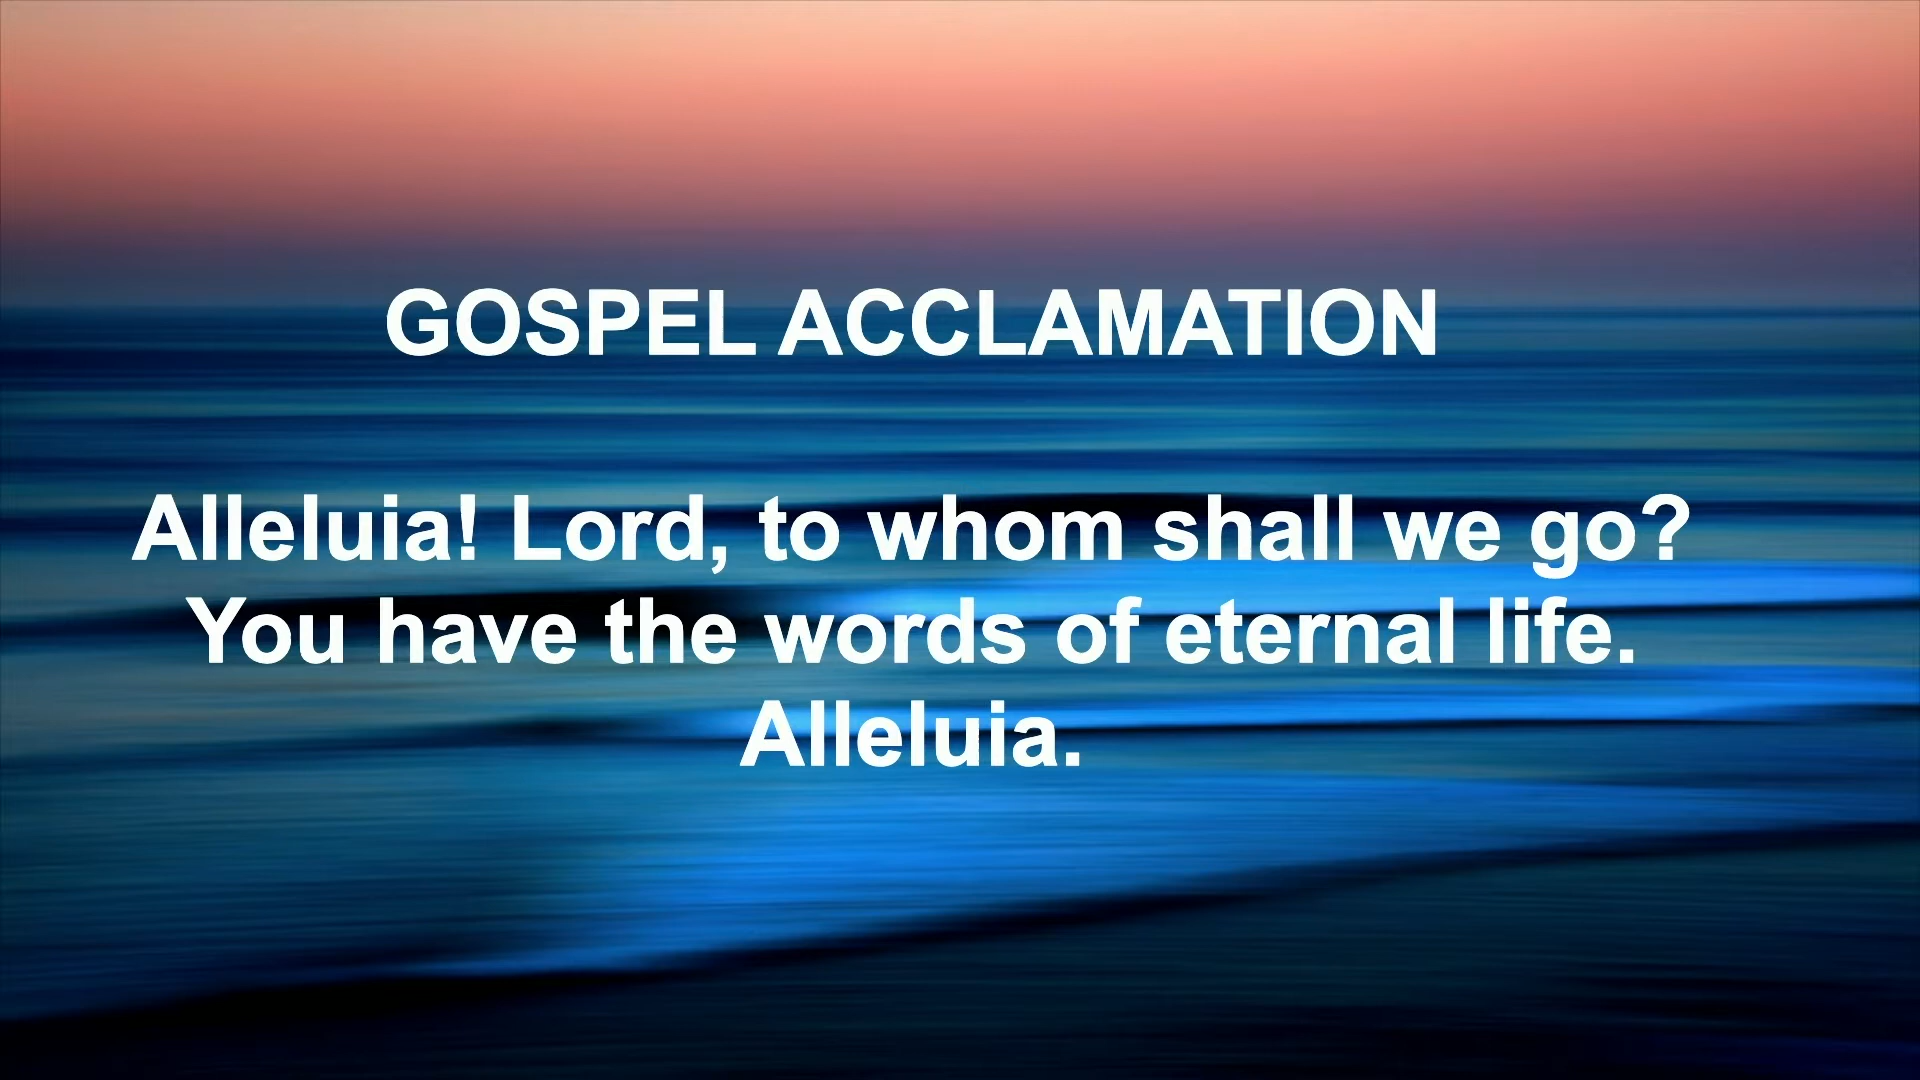 GOSPEL ACCLAMATION
Alleluia! Lord, to whom shall we go?
You have the words of eternal life.
Alleluia.